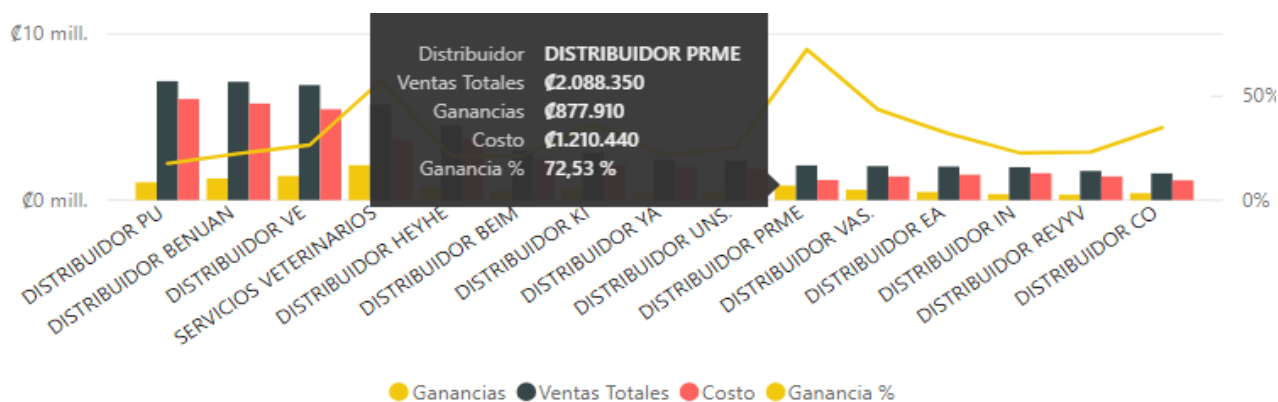 ₡10 mill.
₡0 mill.
50%
0%
Distribuidor DISTRIBUIDOR PRME
Ventas Totales ₡2.088.350
Ganancias ₡877.910
Costo ₡1.210.440
Ganancia % 72,53 %
DISTRIBUIDOR PU
DISTRIBUIDOR BENUAN
DISTRIBUIDOR VE
SERVICIOS VETERINARIOS
DISTRIBUIDOR HEYHE
DISTRIBUIDOR BEIM
DISTRIBUIDOR KI
DISTRIBUIDOR YA
DISTRIBUIDOR UNS.
DISTRIBUIDOR PRME
DISTRIBUIDOR VAS.
DISTRIBUIDOR EA
DISTRIBUIDOR IN
DISTRIBUIDOR REVYV
DISTRIBUIDOR CO
Ganancias Ventas Totales Costo Ganancia %